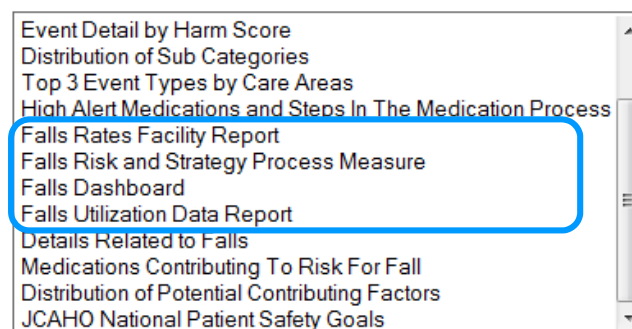 Event Detail by Harm Score
Distribution of Sub Categories
Top 3 Event Types by Care Areas
High Alert Medications and Steps In The Medication Process
Falls Rates Facility Report
Falls Risk and Strategy Process Measure
Falls Dashboard
Falls Utilization Data Report
Details Related to Falls
Medications Contributing To Risk For Fall
Distribution of Potential Contributing Factors
JCAHO National Patient Safety Goals